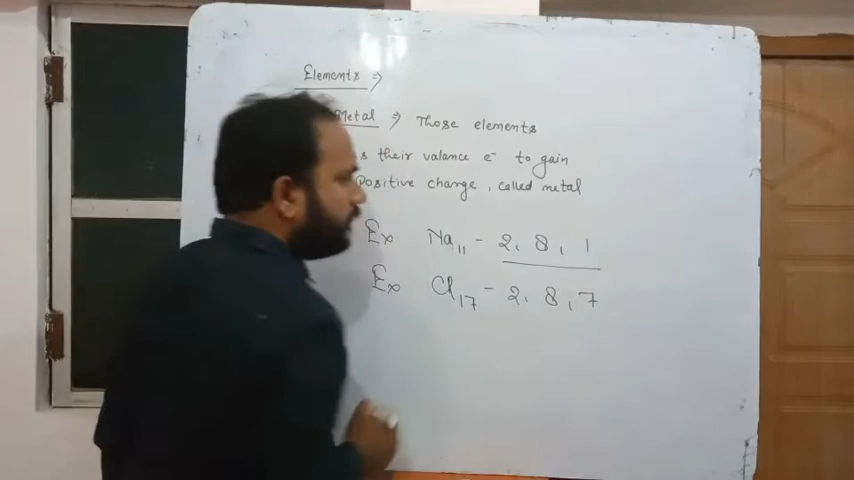 Elements ⇒
Metal ⇒ Those elements
s their valance e⁻ to gain
positive charge, called metal
Ex Na₁₁ - 2, 8, 1
Ex Cl₁₇ - 2, 8, 7